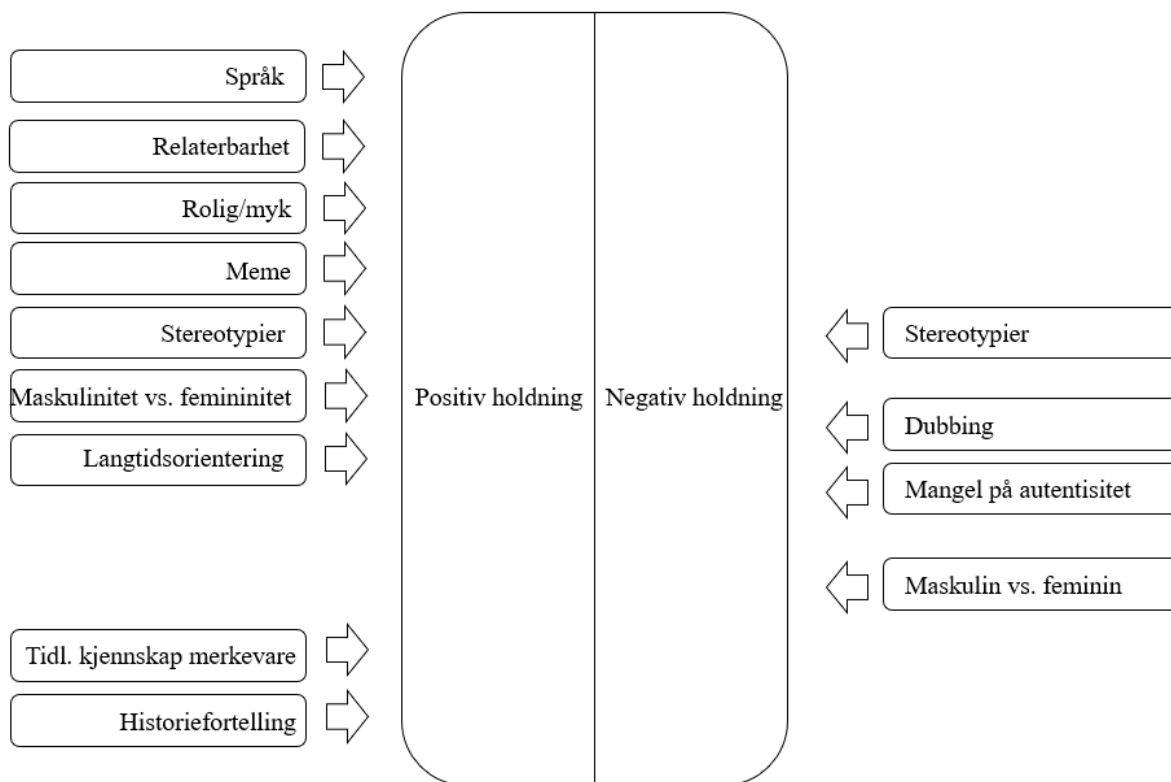 Språk
Relaterbarhet
Rolig/myk
Meme
Stereotypier
Maskulinitet vs. femininitet
Langtidsorientering
Tidl. kjennskap merkevare
Historiefortelling
Positiv holdning
Negativ holdning
Stereotypier
Dubbing
Mangel på autentisitet
Maskulin vs. feminin